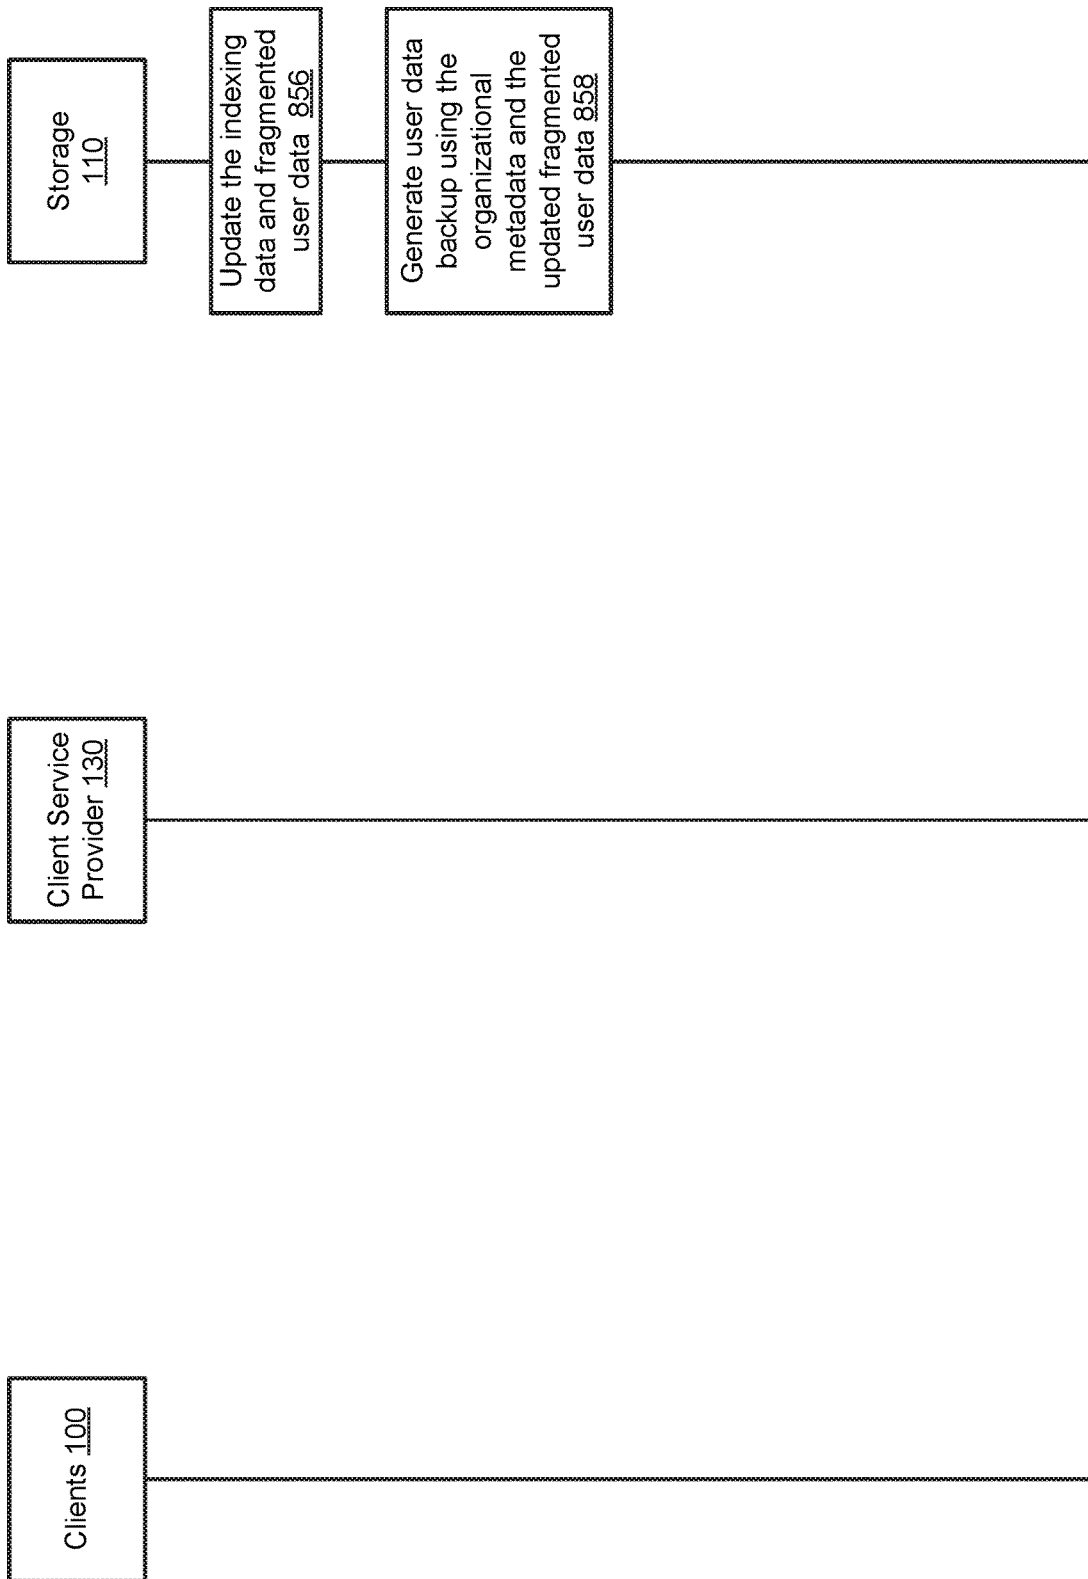 Clients 100
Client Service
Provider 130
Storage
110
Update the indexing
data and fragmented
user data 856
Generate user data
backup using the
organizational
metadata and the
updated fragmented
user data 858